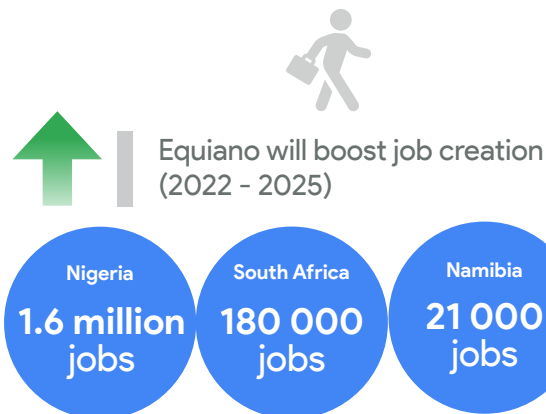 Equiano will boost job creation
(2022 - 2025)
Nigeria
1.6 million
jobs
South Africa
180 000
jobs
Namibia
21 000
jobs